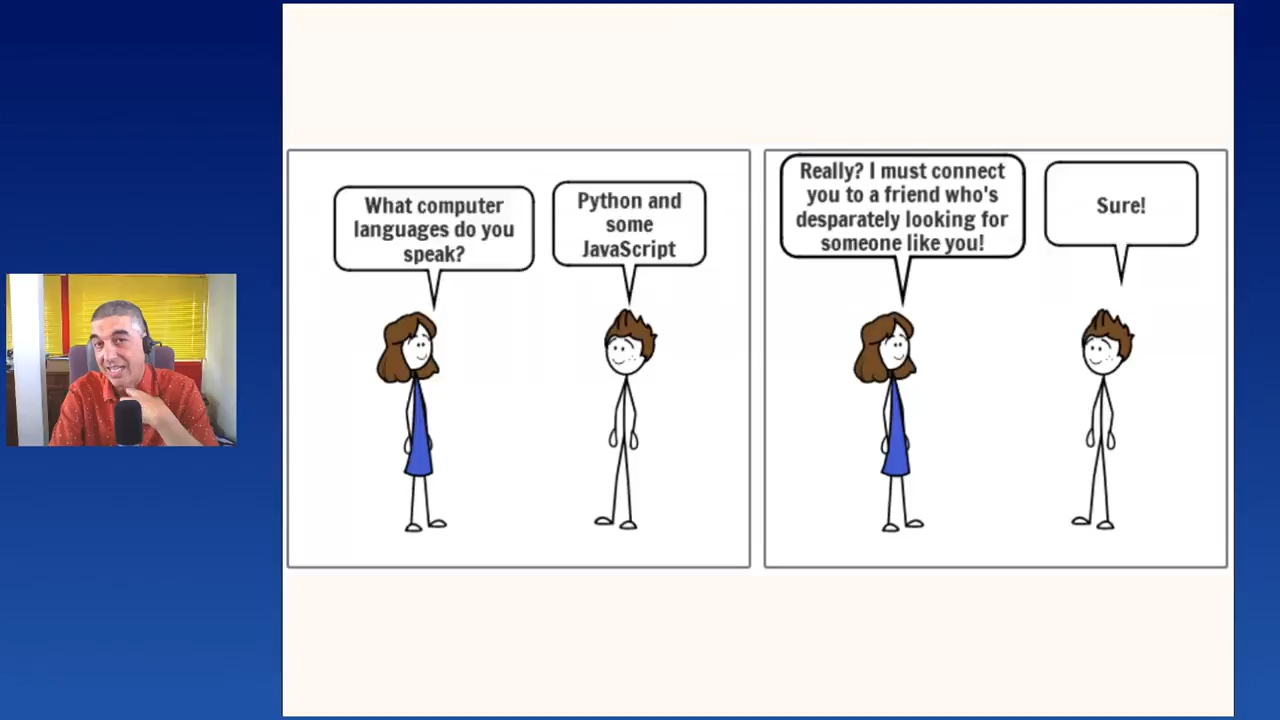 What computer
languages do you
speak?
Python and
some
JavaScript
Really? I must connect
you to a friend who's
desparately looking for
someone like you!
Sure!